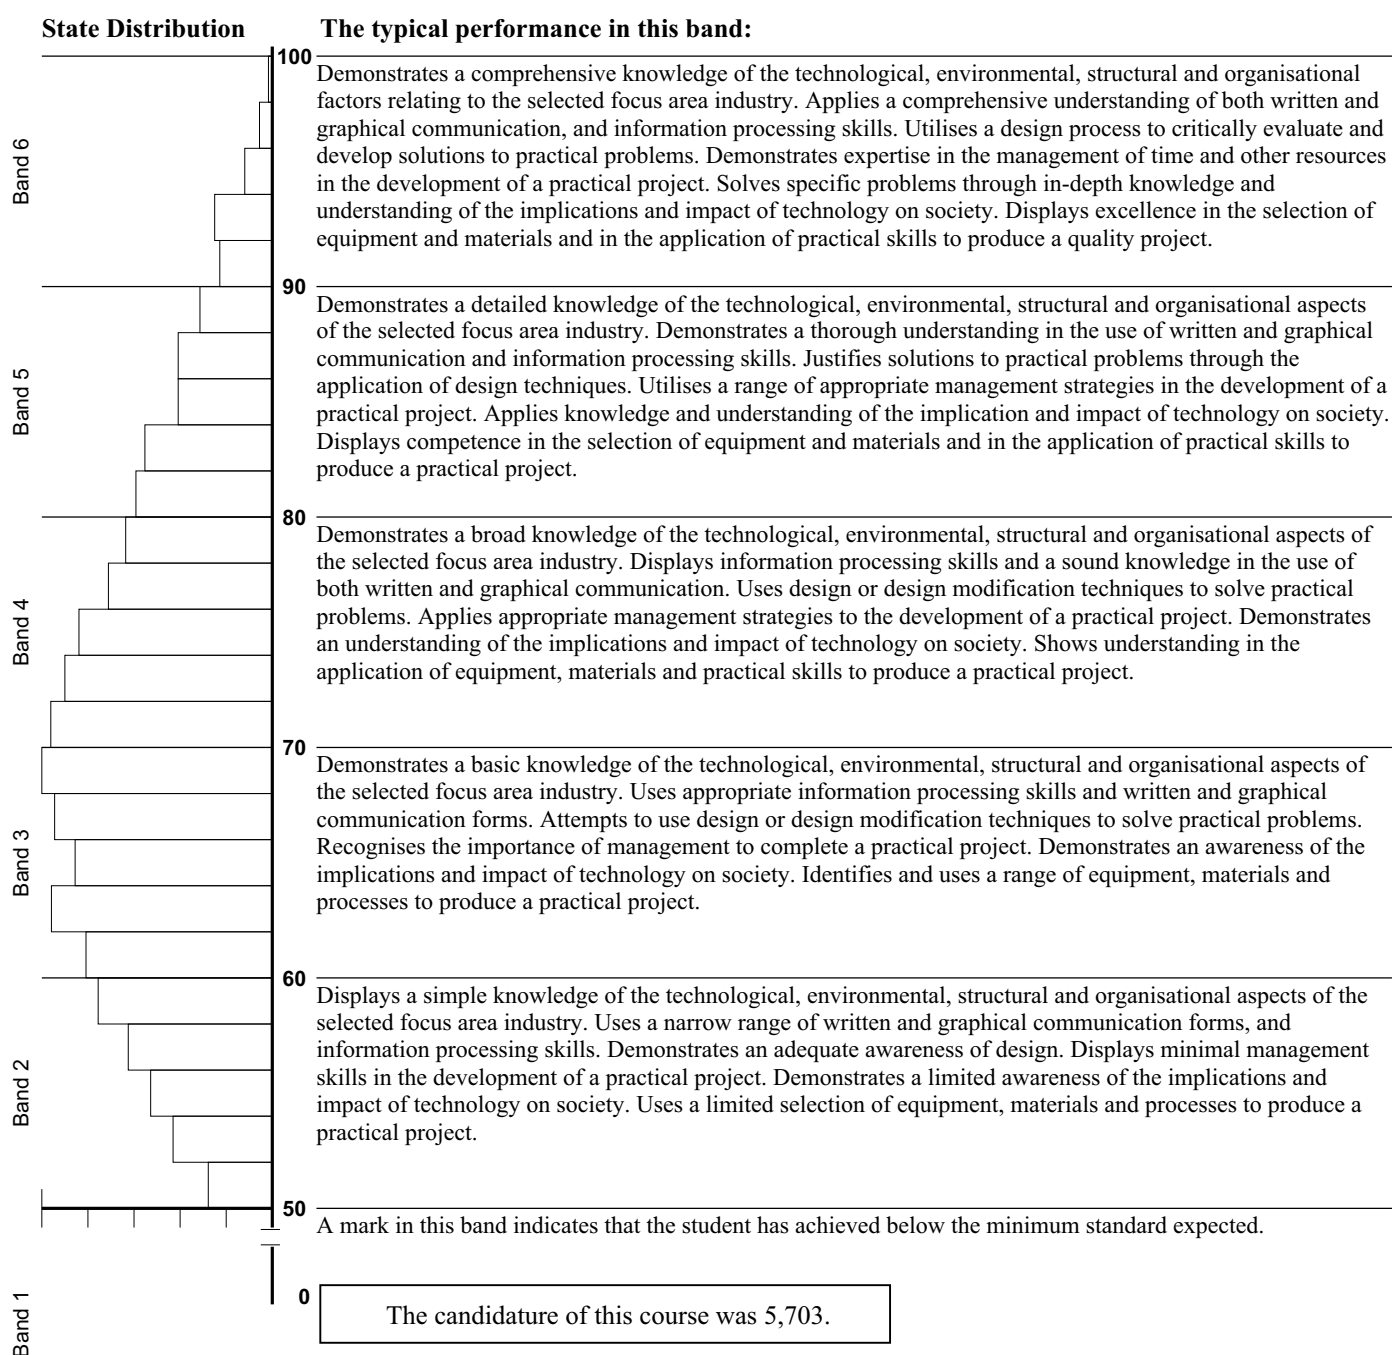 State Distribution
The typical performance in this band:
100
Band 6
Demonstrates a comprehensive knowledge of the technological, environmental, structural and organisational
factors relating to the selected focus area industry. Applies a comprehensive understanding of both written and
graphical communication, and information processing skills. Utilises a design process to critically evaluate and
develop solutions to practical problems. Demonstrates expertise in the management of time and other resources
in the development of a practical project. Solves specific problems through in-depth knowledge and
understanding of the implications and impact of technology on society. Displays excellence in the selection of
equipment and materials and in the application of practical skills to produce a quality project.
90
Band 5
Demonstrates a detailed knowledge of the technological, environmental, structural and organisational aspects
of the selected focus area industry. Demonstrates a thorough understanding in the use of written and graphical
communication and information processing skills. Justifies solutions to practical problems through the
application of design techniques. Utilises a range of appropriate management strategies in the development of a
practical project. Applies knowledge and understanding of the implication and impact of technology on society.
Displays competence in the selection of equipment and materials and in the application of practical skills to
produce a practical project.
80
Band 4
Demonstrates a broad knowledge of the technological, environmental, structural and organisational aspects of
the selected focus area industry. Displays information processing skills and a sound knowledge in the use of
both written and graphical communication. Uses design or design modification techniques to solve practical
problems. Applies appropriate management strategies to the development of a practical project. Demonstrates
an understanding of the implications and impact of technology on society. Shows understanding in the
application of equipment, materials and practical skills to produce a practical project.
70
Band 3
Demonstrates a basic knowledge of the technological, environmental, structural and organisational aspects of
the selected focus area industry. Uses appropriate information processing skills and written and graphical
communication forms. Attempts to use design or design modification techniques to solve practical problems.
Recognises the importance of management to complete a practical project. Demonstrates an awareness of the
implications and impact of technology on society. Identifies and uses a range of equipment, materials and
processes to produce a practical project.
60
Band 2
Displays a simple knowledge of the technological, environmental, structural and organisational aspects of the
selected focus area industry. Uses a narrow range of written and graphical communication forms, and
information processing skills. Demonstrates an adequate awareness of design. Displays minimal management
skills in the development of a practical project. Demonstrates a limited awareness of the implications and
impact of technology on society. Uses a limited selection of equipment, materials and processes to produce a
practical project.
50
A mark in this band indicates that the student has achieved below the minimum standard expected.
Band 1
0
The candidature of this course was 5,703.